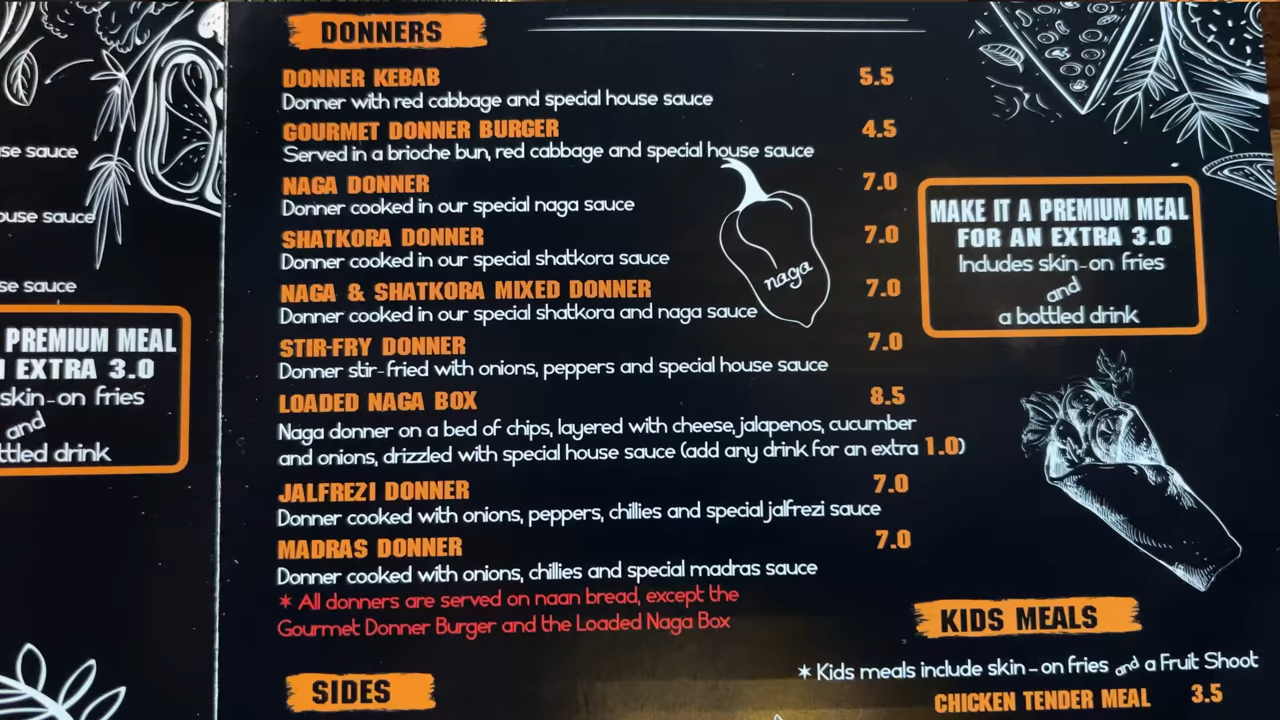 se sauce
ouse sauce
se sauce
PREMIUM MEAL
EXTRA 3.0
skin-on fries
and
ttled drink
DONNERS
DONNER KEBAB 5.5
Donner with red cabbage and special house sauce
GOURMET DONNER BURGER 4.5
Served in a brioche bun, red cabbage and special house sauce
NAGA DONNER 7.0
Donner cooked in our special naga sauce
SHATKORA DONNER 7.0
Donner cooked in our special shatkora sauce
NAGA & SHATKORA MIXED DONNER 7.0
Donner cooked in our special shatkora and naga sauce
naga
STIR-FRY DONNER 7.0
Donner stir-fried with onions, peppers and special house sauce
LOADED NAGA BOX 8.5
Naga donner on a bed of chips, layered with cheese, jalapenos, cucumber
and onions, drizzled with special house sauce (add any drink for an extra 1.0)
JALFREZI DONNER 7.0
Donner cooked with onions, peppers, chillies and special jalfrezi sauce
MADRAS DONNER 7.0
Donner cooked with onions, chillies and special madras sauce
* All donners are served on naan bread, except the
Gourmet Donner Burger and the Loaded Naga Box
SIDES
MAKE IT A PREMIUM MEAL
FOR AN EXTRA 3.0
Includes skin-on fries
and
a bottled drink
KIDS MEALS
* Kids meals include skin-on fries and a Fruit Shoot
CHICKEN TENDER MEAL 3.5